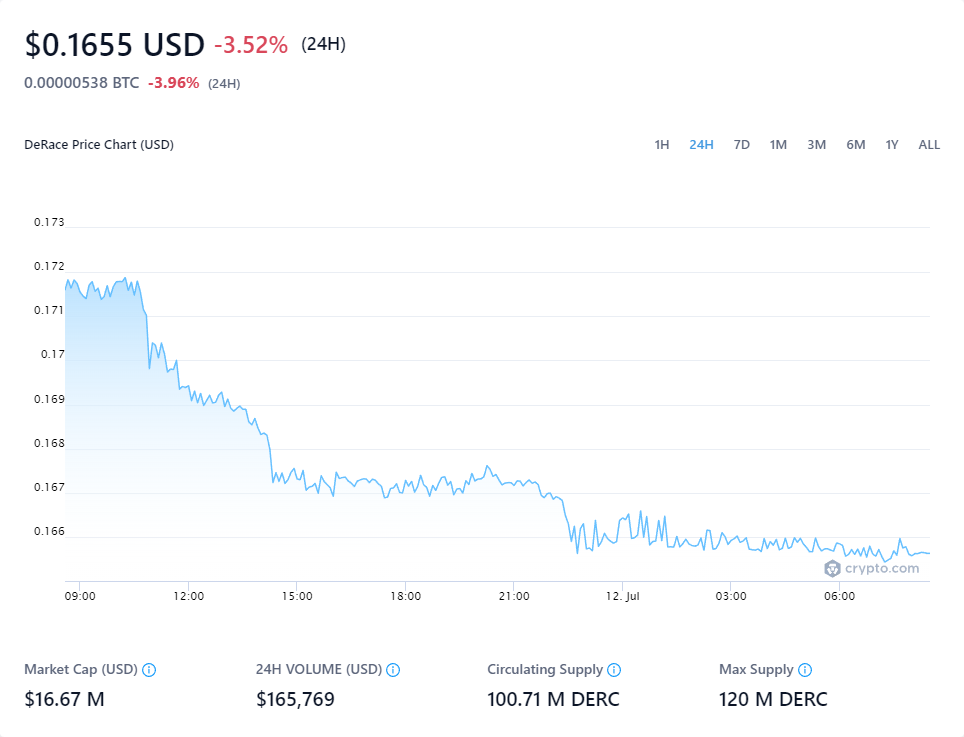 $0.1655 USD -3.52% (24H)
0.00000538 BTC -3.96% (24H)
DeRace Price Chart (USD) 1H 24H 7D 1M 3M 6M 1Y ALL
0.173
0.172
0.171
0.17
0.169
0.168
0.167
0.166
crypto.com
09:00 12:00 15:00 18:00 21:00 12. Jul 03:00 06:00
Market Cap (USD) 24H VOLUME (USD) Circulating Supply Max Supply
$16.67 M $165,769 100.71 M DERC 120 M DERC